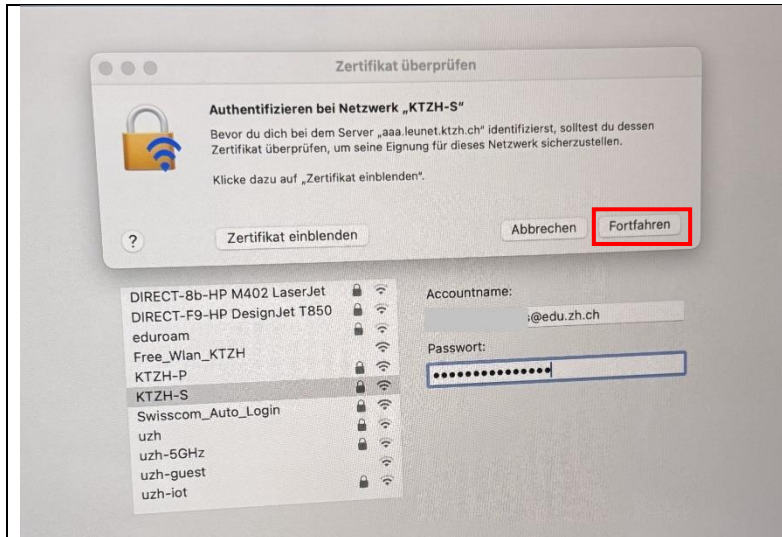 Zertifikat überprüfen
Authentifizieren bei Netzwerk „KTZH-S“
Bevor du dich bei dem Server „aaa.leunet.ktzh.ch“ identifizierst, solltest du dessen
Zertifikat überprüfen, um seine Eignung für dieses Netzwerk sicherzustellen.
Klicke dazu auf „Zertifikat einblenden“.
?
Zertifikat einblenden
Abbrechen
Fortfahren
DIRECT-8b-HP M402 LaserJet
DIRECT-F9-HP DesignJet T850
eduroam
Free_Wlan_KTZH
KTZH-P
KTZH-S
Swisscom_Auto_Login
uzh
uzh-5GHz
uzh-guest
uzh-iot
Accountname:
@edu.zh.ch
Passwort: